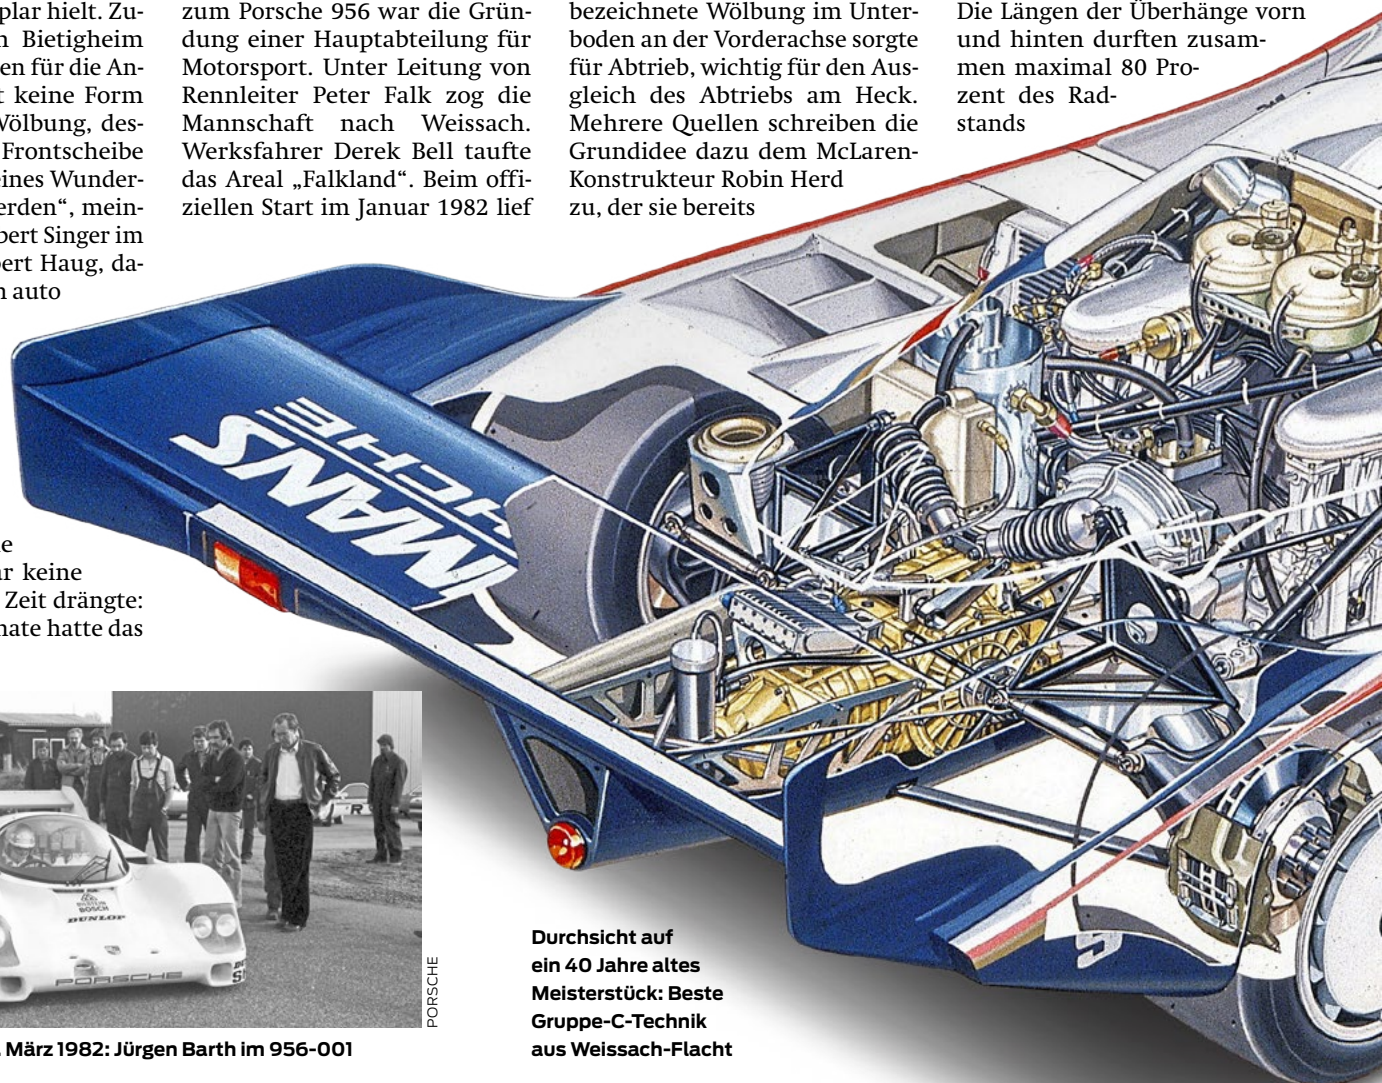 plar hielt. Zu-
n Bietigheim
en für die An-
t keine Form
Wölbung, des-
Frontscheibe
eines Wunder-
erden“, mein-
bert Singer im
bert Haug, da-
n auto
e
ar keine
Zeit drängte:
nate hatte das
zum Porsche 956 war die Grün-
dung einer Hauptabteilung für
Motorsport. Unter Leitung von
Rennleiter Peter Falk zog die
Mannschaft nach Weissach.
Werksfahrer Derek Bell taufte
das Areal „Falkland“. Beim offi-
ziellen Start im Januar 1982 lief
bezeichnete Wölbung im Unter-
boden an der Vorderachse sorgte
für Abtrieb, wichtig für den Aus-
gleich des Abtriebs am Heck.
Mehrere Quellen schreiben die
Grundidee dazu dem McLaren-
Konstrukteur Robin Herd
zu, der sie bereits
Die Längen der Überhänge vorn
und hinten durften zusam-
men maximal 80 Pro-
zent des Rad-
stands
MANS
CHE
BOSCH
DUNLOP
PORSCHE
PORSCHE
. März 1982: Jürgen Barth im 956-001
Durchsicht auf
ein 40 Jahre altes
Meisterstück: Beste
Gruppe-C-Technik
aus Weissach-Flacht